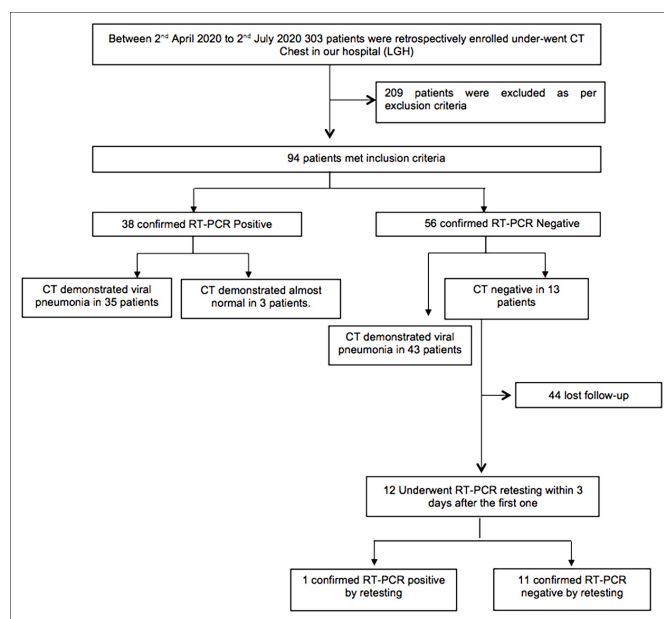 Between 2nd April 2020 to 2nd July 2020 303 patients were retrospectively enrolled under-went CT
Chest in our hospital (LGH)
209 patients were excluded as per
exclusion criteria
94 patients met inclusion criteria
38 confirmed RT-PCR Positive
56 confirmed RT-PCR Negative
CT demonstrated viral
pneumonia in 35 patients
CT demonstrated almost
normal in 3 patients.
CT negative in 13
patients
CT demonstrated viral
pneumonia in 43 patients
44 lost follow-up
12 Underwent RT-PCR retesting within 3
days after the first one
1 confirmed RT-PCR positive
by retesting
11 confirmed RT-PCR
negative by retesting